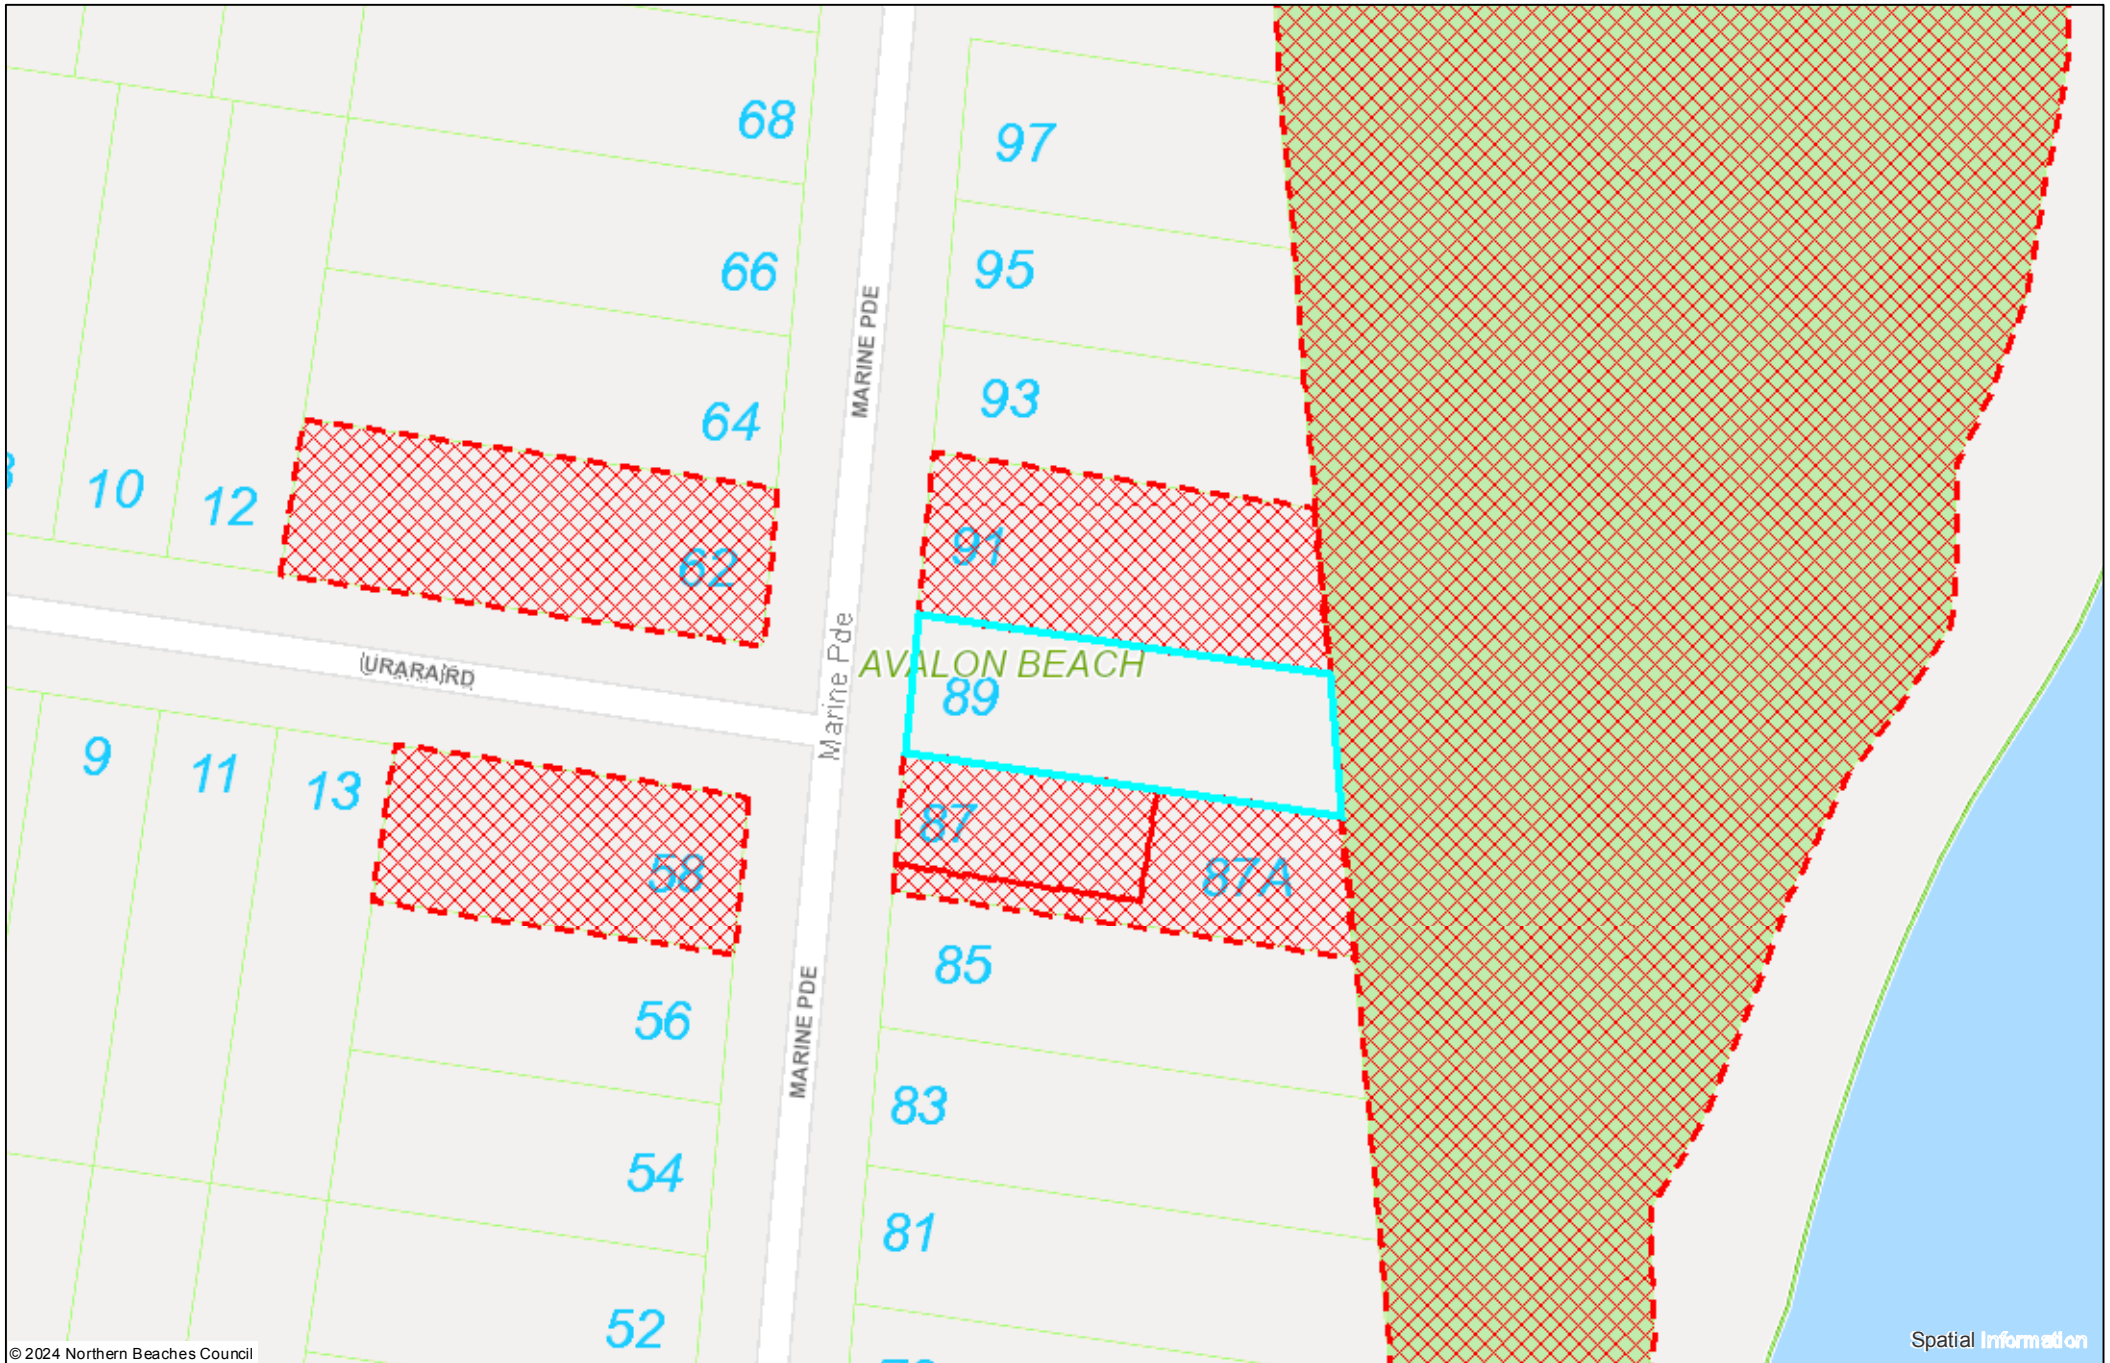 68
97
66
95
MARINE PDE
93
64
10
12
91
62
Marine Pde
AVALON BEACH
URARA RD
89
9
11
13
87
58
87A
85
56
MARINE PDE
83
54
81
52
Spatial Information
© 2024 Northern Beaches Council